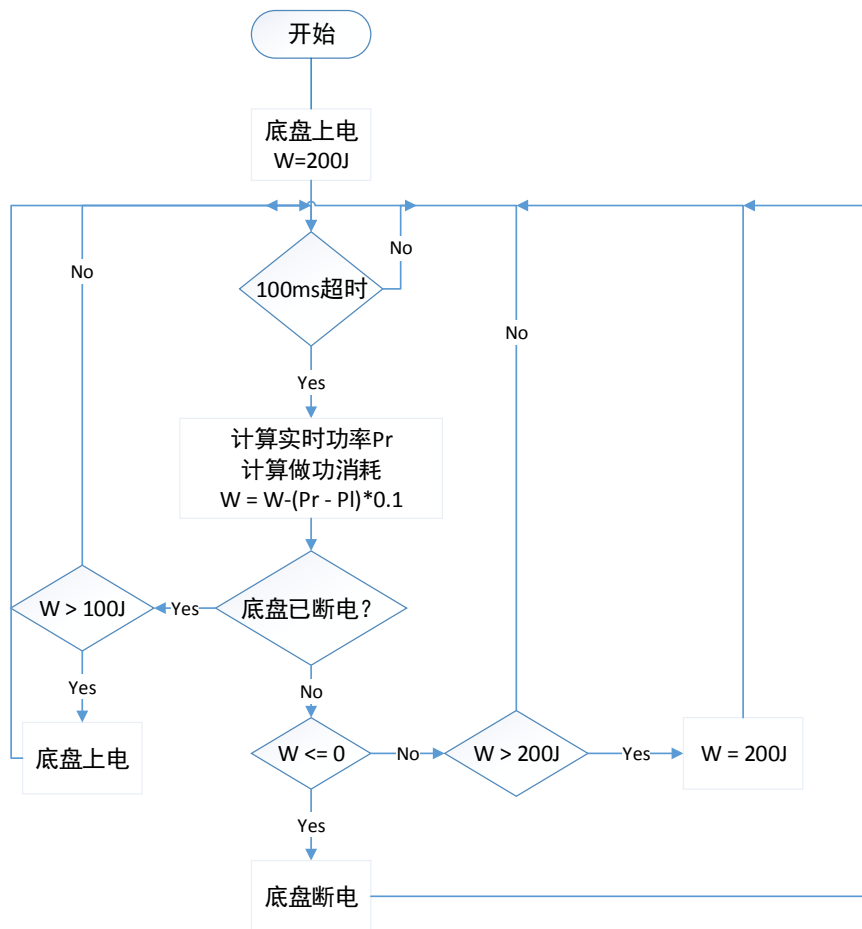 开始
底盘上电
W=200J
No
No
100ms超时
No
Yes
计算实时功率Pr
计算做功消耗
W = W-(Pr - Pl)*0.1
W > 100J
Yes
底盘已断电?
Yes
No
底盘上电
W <= 0
No
W > 200J
Yes
W = 200J
Yes
底盘断电